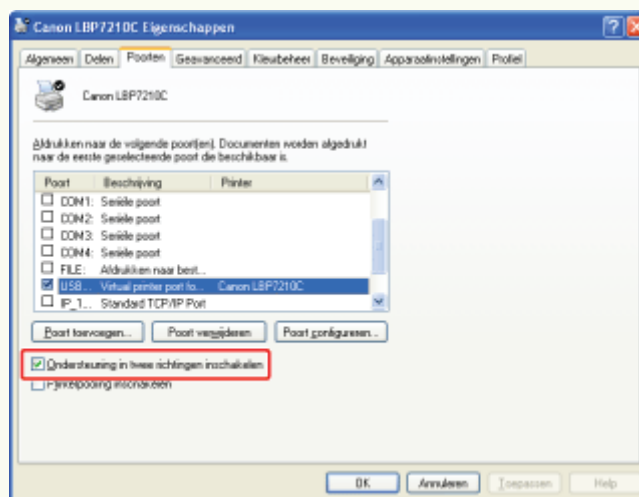 Canon LBP7210C Eigenschappen
Algemeen Delen Poorten Geavanceerd Kleurbeheer Beveiliging Apparaatinstellingen Profiel
Canon LBP7210C
Afdrukken naar de volgende poort(en). Documenten worden afgedrukt
naar de eerste geselecteerde poort die beschikbaar is.
Poort Beschrijving Printer
COM1: Seriële poort
COM2: Seriële poort
COM3: Seriële poort
COM4: Seriële poort
FILE: Afdrukken naar best...
USB... Virtual printer port fo... Canon LBP7210C
IP_1... Standard TCP/IP Port
Poort toevoegen... Poort verwijderen Poort configureren...
Ondersteuning in twee richtingen inschakelen
Printerpooling inschakelen
OK Annuleren Toepassen Help